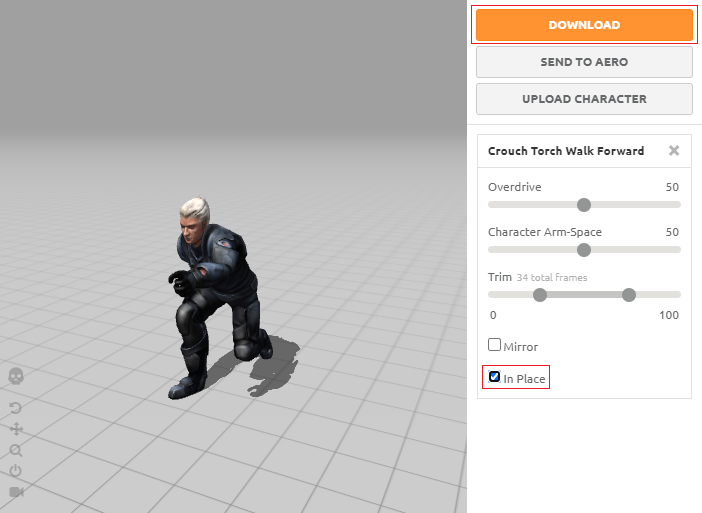 DOWNLOAD
SEND TO AERO
UPLOAD CHARACTER
Crouch Torch Walk Forward
Overdrive 50
Character Arm-Space 50
Trim 34 total frames
0 100
Mirror
In Place